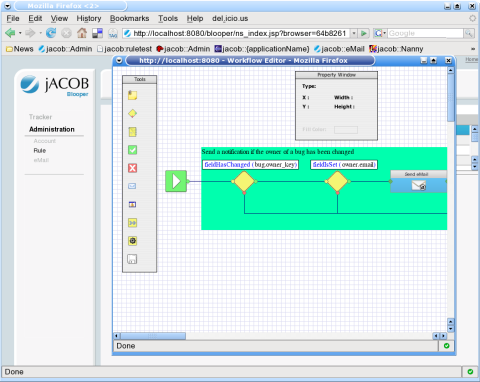 Mozilla Firefox <2>
File Edit View History Bookmarks Tools Help del.icio.us
http://localhost:8080/blooper/ns_index.jsp?browser=64b8261
Google
News jacob::Admin jacob:ruletest jacob::Admin jacob::{applicationName} jacob::eMail jacob::Nanny
Home
http://localhost:8080 - Workflow Editor - Mozilla Firefox
jACOB
Blooper
Tracker
Administration
Account
Rule
eMail
Tools
Property Window
Type:
X : Width :
Y : Height :
Send a notification if the owner of a bug has been changed
fieldHasChanged ( bug.owner_key)
fieldIsSet ( owner.email)
Send eMail
Done
Done